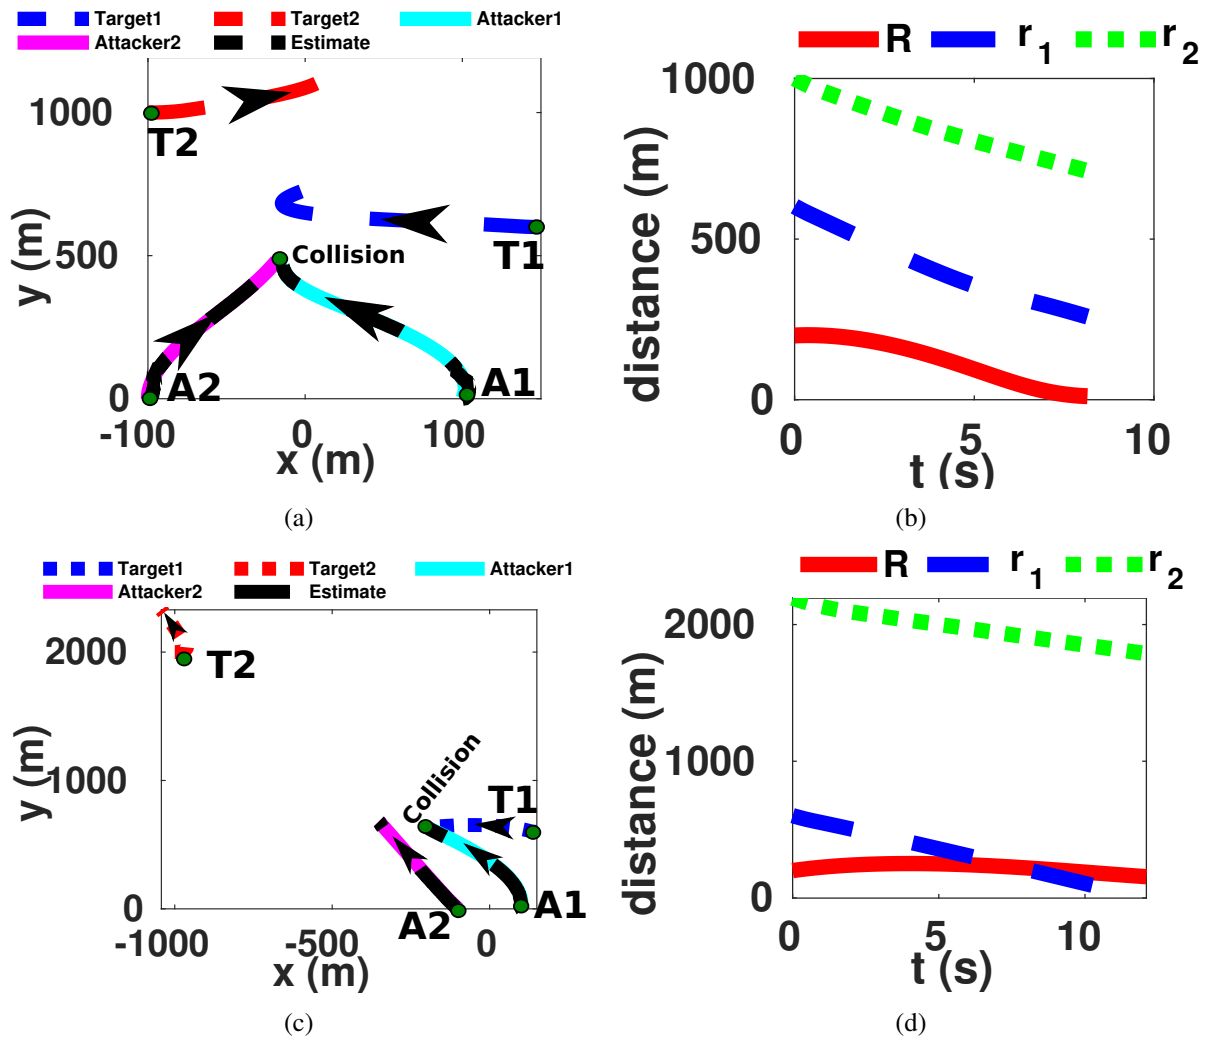 Target1 Target2 Attacker1
Attacker2 Estimate
1000
500
0
-100 0 100
x (m)
y (m)
T2
T1
Collision
A2
A1
(a)
R r1 r2
1000
500
0
0 5 10
t (s)
distance (m)
(b)
Target1 Target2 Attacker1
Attacker2 Estimate
2000
1000
0
-1000 -500 0
x (m)
y (m)
T2
Collision
T1
A2
A1
(c)
R r1 r2
2000
1000
0
0 5 10
t (s)
distance (m)
(d)